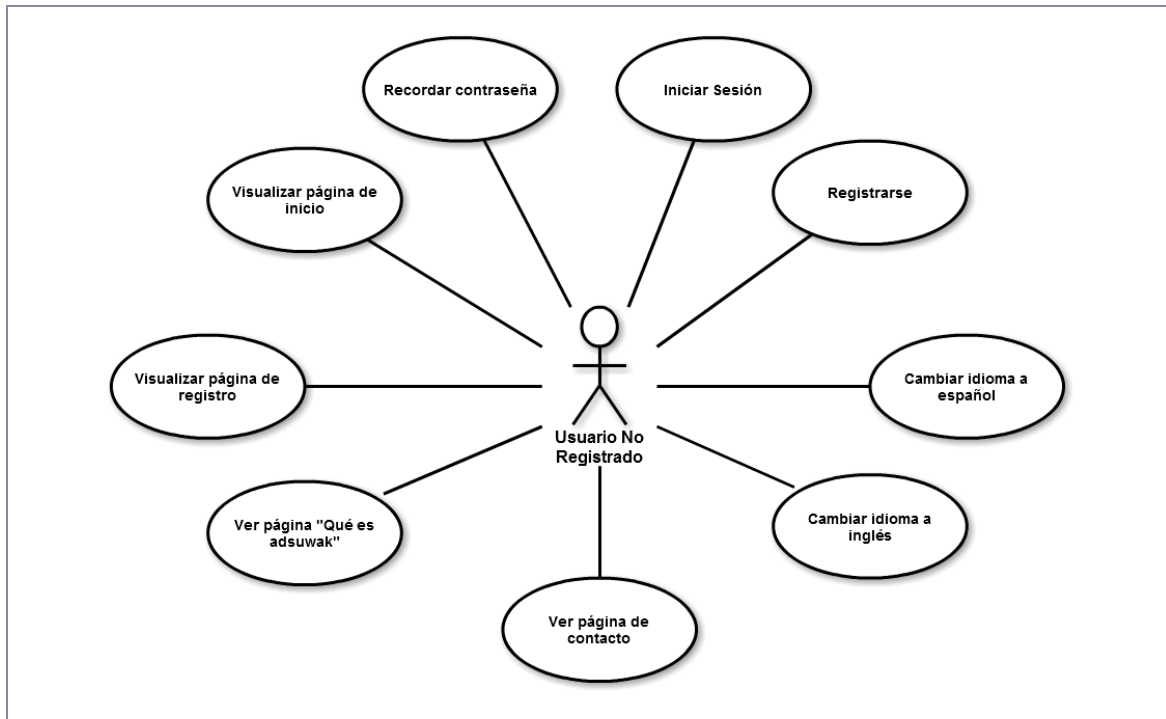 Recordar contraseña
Iniciar Sesión
Visualizar página de
inicio
Registrarse
Visualizar página de
registro
Cambiar idioma a
español
Usuario No
Registrado
Ver página "Qué es
adsuwak"
Cambiar idioma a
inglés
Ver página de
contacto